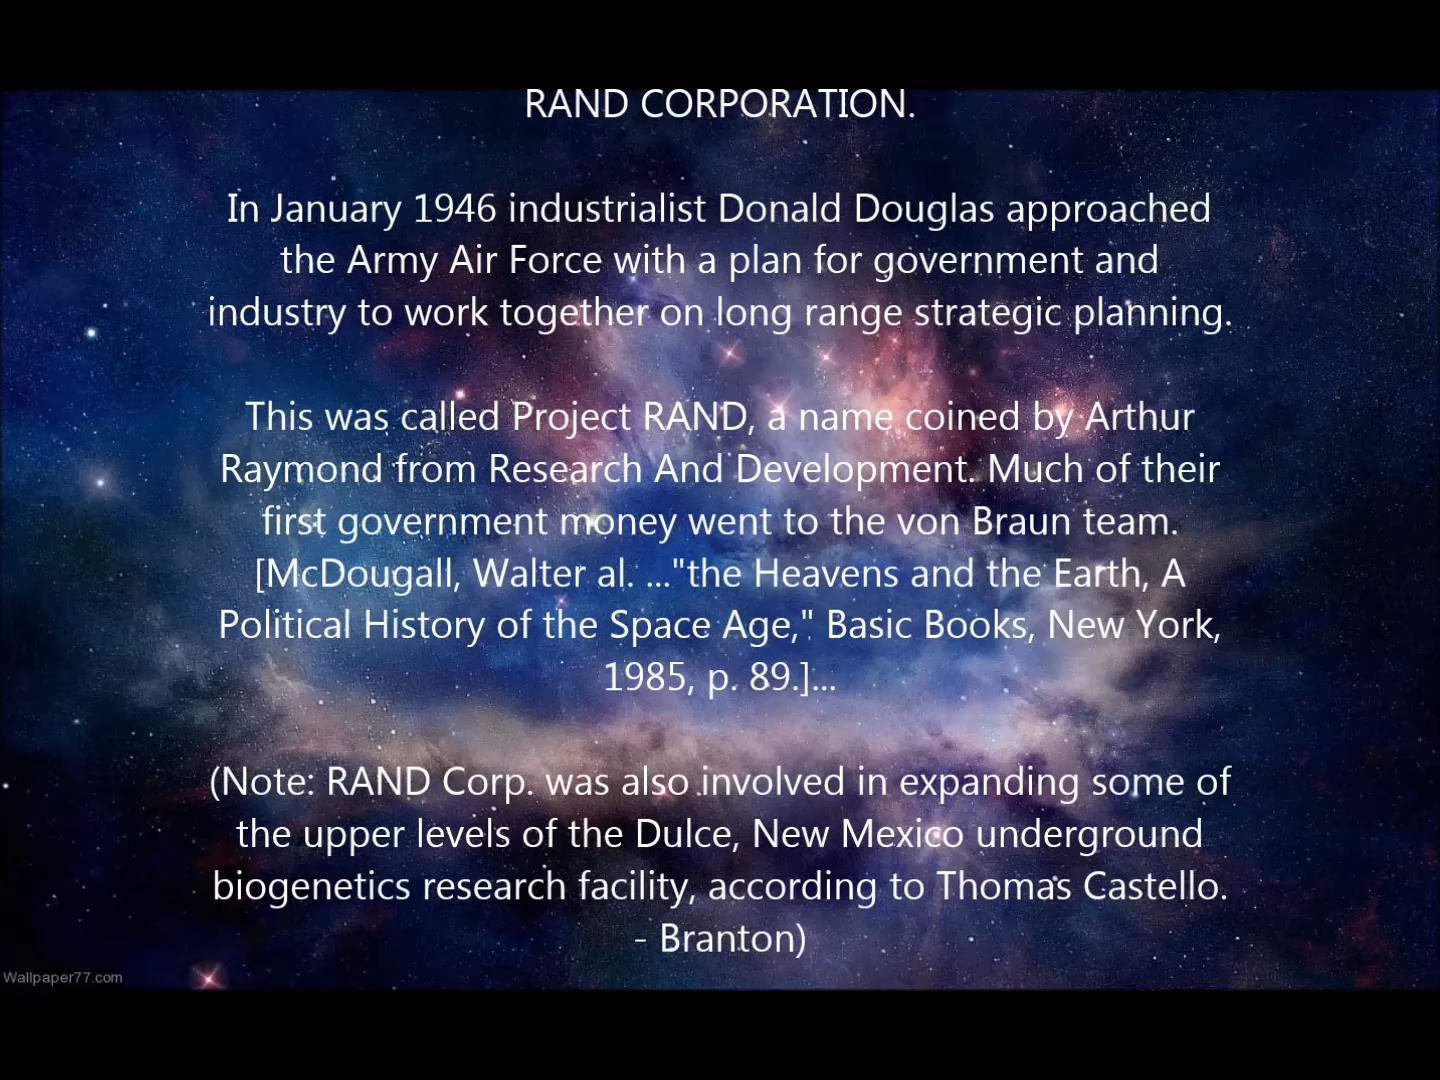 RAND CORPORATION.
In January 1946 industrialist Donald Douglas approached
the Army Air Force with a plan for government and
industry to work together on long range strategic planning.
This was called Project RAND, a name coined by Arthur
Raymond from Research And Development. Much of their
first government money went to the von Braun team.
[McDougall, Walter al. ..."the Heavens and the Earth, A
Political History of the Space Age," Basic Books, New York,
1985, p. 89.]...
(Note: RAND Corp. was also involved in expanding some of
the upper levels of the Dulce, New Mexico underground
biogenetics research facility, according to Thomas Castello.
- Branton)
Wallpaper77.com